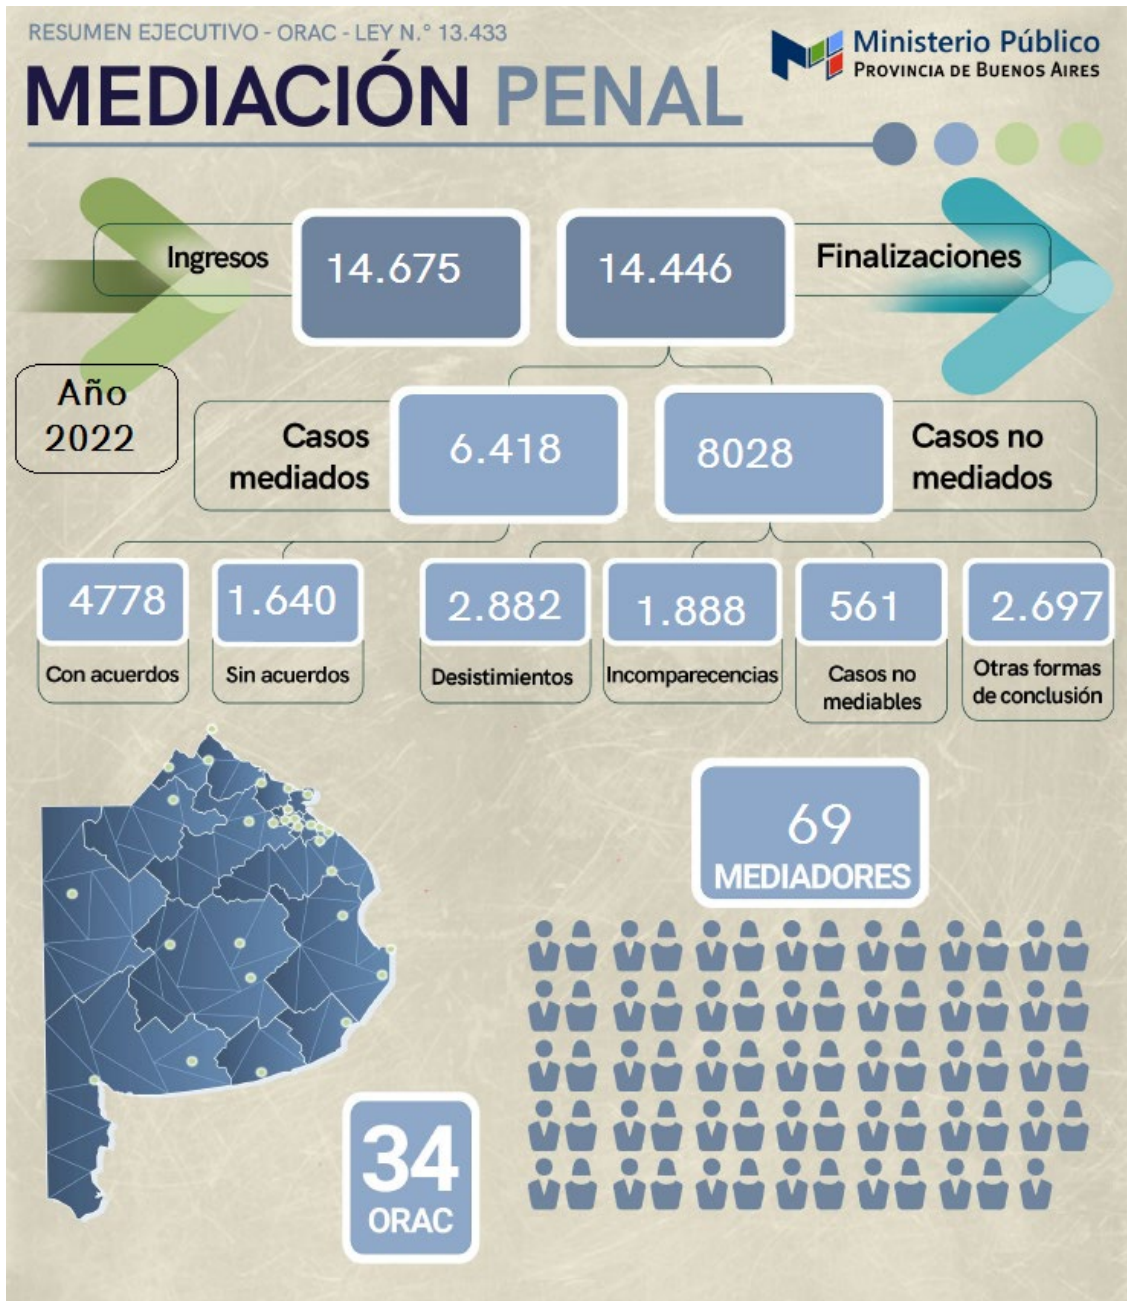 RESUMEN EJECUTIVO - ORAC - LEY N.° 13.433
MEDIACIÓN PENAL
Ministerio Público
PROVINCIA DE BUENOS AIRES
Ingresos
14.675
14.446
Finalizaciones
Año
2022
Casos
mediados
6.418
8028
Casos no
mediados
4778
Con acuerdos
1.640
Sin acuerdos
2.882
Desistimientos
1.888
Incomparecencias
561
Casos no
mediables
2.697
Otras formas
de conclusión
69
MEDIADORES
34
ORAC